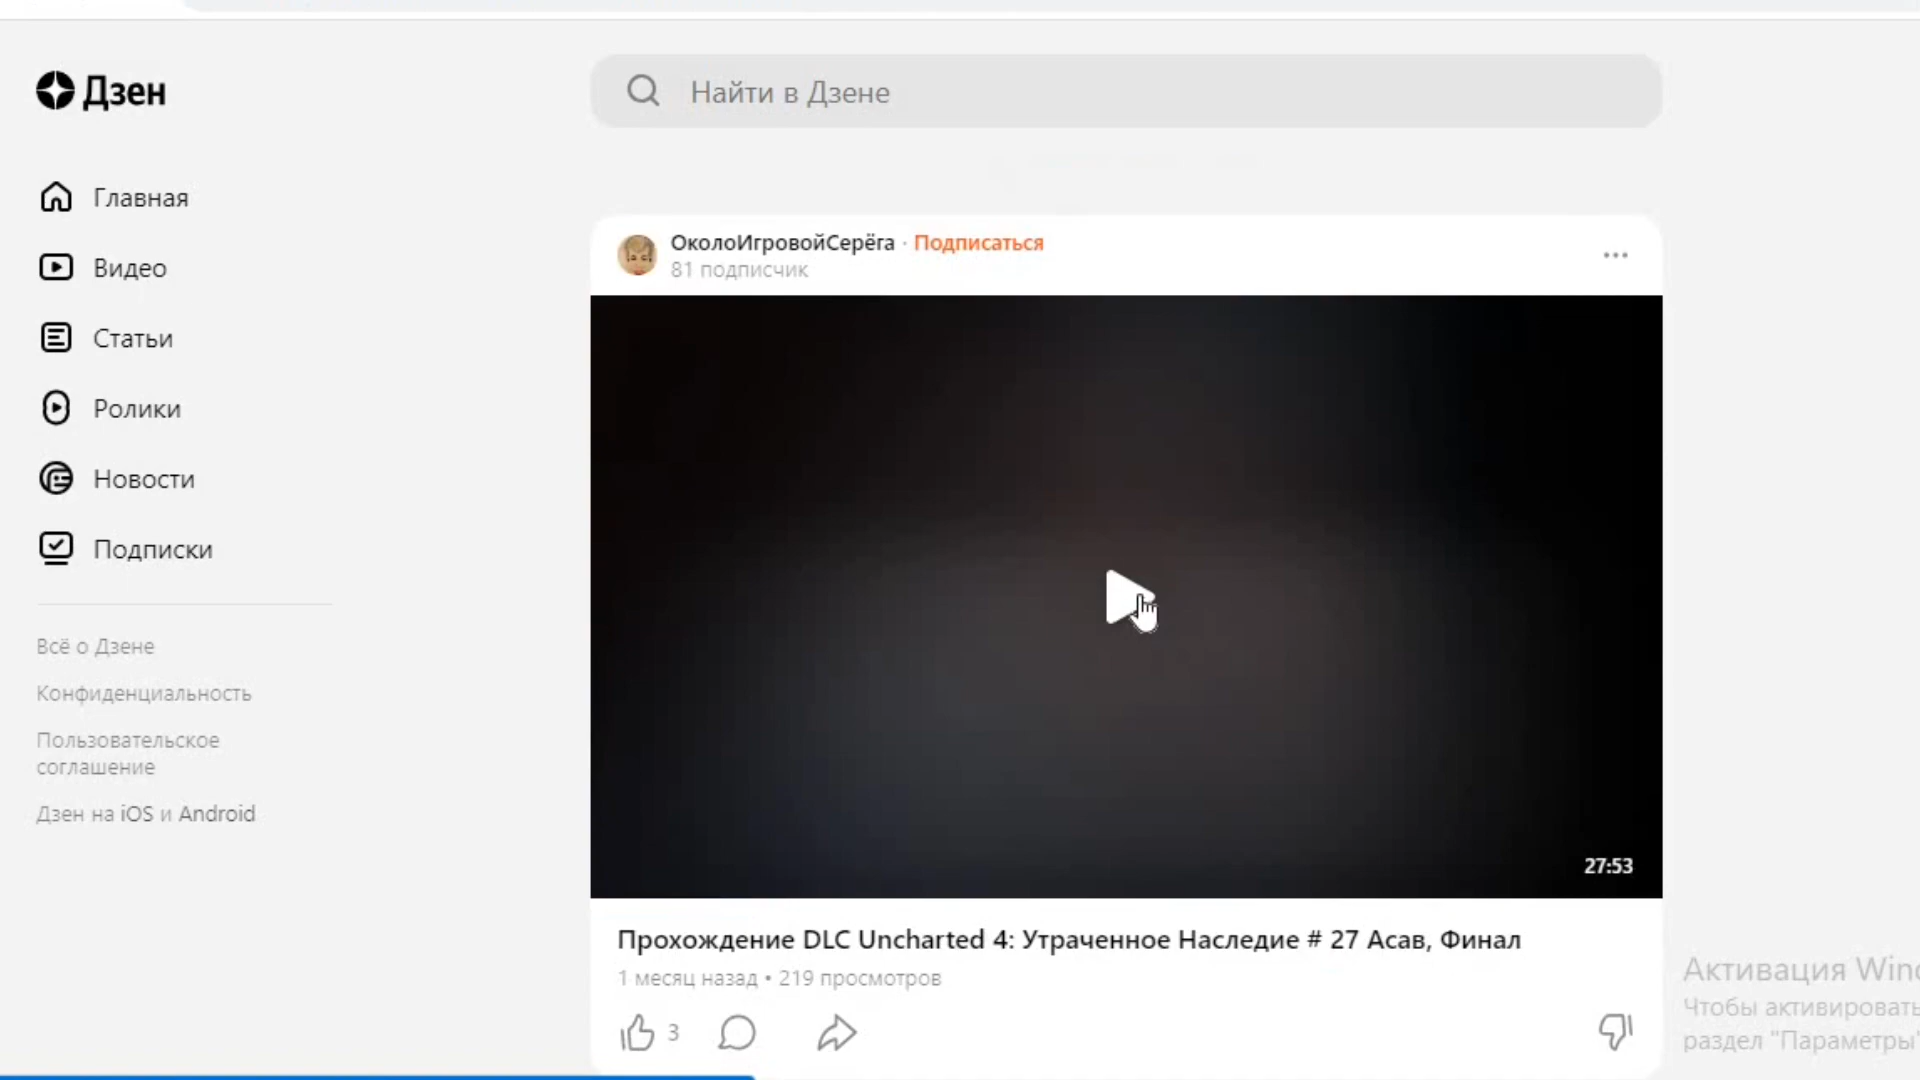 Дзен
Найти в Дзене
Главная
Видео
Статьи
Ролики
Новости
Подписки
Всё о Дзене
Конфиденциальность
Пользовательское
соглашение
Дзен на iOS и Android
ОколоИгровойСерёга · Подписаться
81 подписчик
27:53
Прохождение DLC Uncharted 4: Утраченное Наследие # 27 Асав, Финал
1 месяц назад • 219 просмотров
3
Активация Winc
Чтобы активировать
раздел "Параметры"